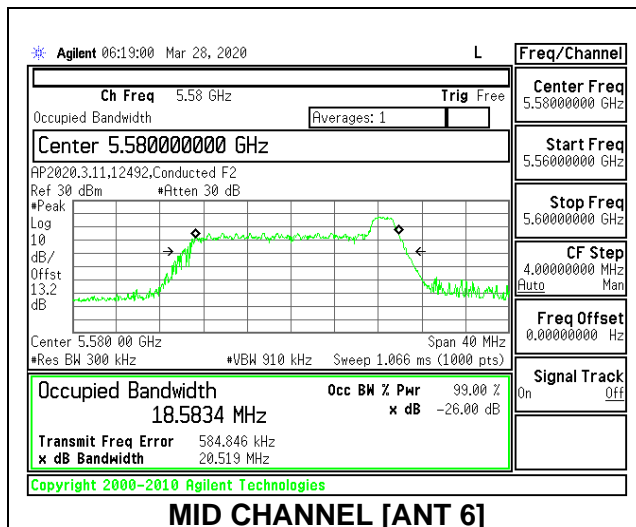 Agilent 06:19:00 Mar 28, 2020 L
Freq/Channel
Ch Freq 5.58 GHz Trig Free
Occupied Bandwidth Averages: 1
Center 5.580000000 GHz
AP2020.3.11,12492,Conducted F2
Ref 30 dBm #Atten 30 dB
#Peak
Log
10
dB/
Offst
13.2
dB
Center 5.580 00 GHz Span 40 MHz
#Res BW 300 kHz #VBW 910 kHz Sweep 1.066 ms (1000 pts)
Occupied Bandwidth Occ BW % Pwr 99.00 %
18.5834 MHz x dB -26.00 dB
Transmit Freq Error 584.846 kHz
x dB Bandwidth 20.519 MHz
Copyright 2000-2010 Agilent Technologies
Center Freq
5.58000000 GHz
Start Freq
5.56000000 GHz
Stop Freq
5.60000000 GHz
CF Step
4.00000000 MHz
Auto Man
Freq Offset
0.00000000 Hz
Signal Track
On Off
MID CHANNEL [ANT 6]